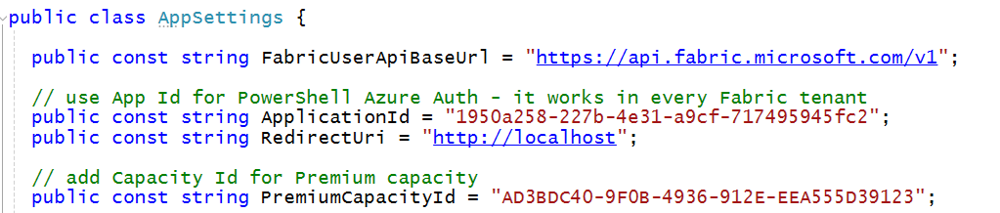 public class AppSettings {
public const string FabricUserApiBaseUrl = "https://api.fabric.microsoft.com/v1";
// use App Id for PowerShell Azure Auth - it works in every Fabric tenant
public const string ApplicationId = "1950a258-227b-4e31-a9cf-717495945fc2";
public const string RedirectUri = "http://localhost";
// add Capacity Id for Premium capacity
public const string PremiumCapacityId = "AD3BDC40-9F0B-4936-912E-EEA555D39123";